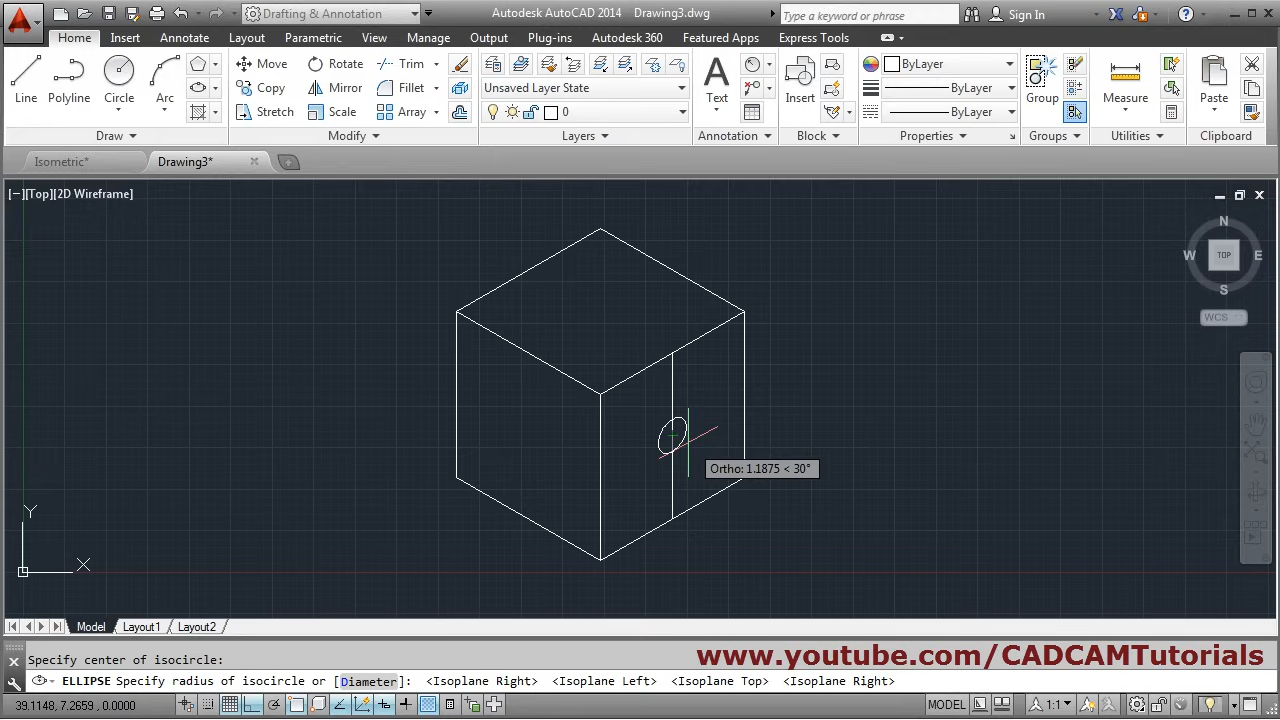 Drafting & Annotation
Autodesk AutoCAD 2014 Drawing3.dwg
Type a keyword or phrase
Sign In
Home Insert Annotate Layout Parametric View Manage Output Plug-ins Autodesk 360 Featured Apps Express Tools
Line Polyline Circle Arc
Move Rotate Trim
Copy Mirror Fillet
Stretch Scale Array
Unsaved Layer State
0
Text
Insert
ByLayer
ByLayer
ByLayer
Group
Measure
Paste
Draw Modify Layers Annotation Block Properties Groups Utilities Clipboard
Isometric* Drawing3*
[−][Top][2D Wireframe]
N
W TOP E
S
WCS
Ortho: 1.1875 < 30°
Y
X
Model Layout1 Layout2
Specify center of isocircle:
www.youtube.com/CADCAMTutorials
ELLIPSE Specify radius of isocircle or [Diameter]: <Isoplane Right> <Isoplane Left> <Isoplane Top> <Isoplane Right>
39.1148, 7.2659, 0.0000
MODEL
1:1